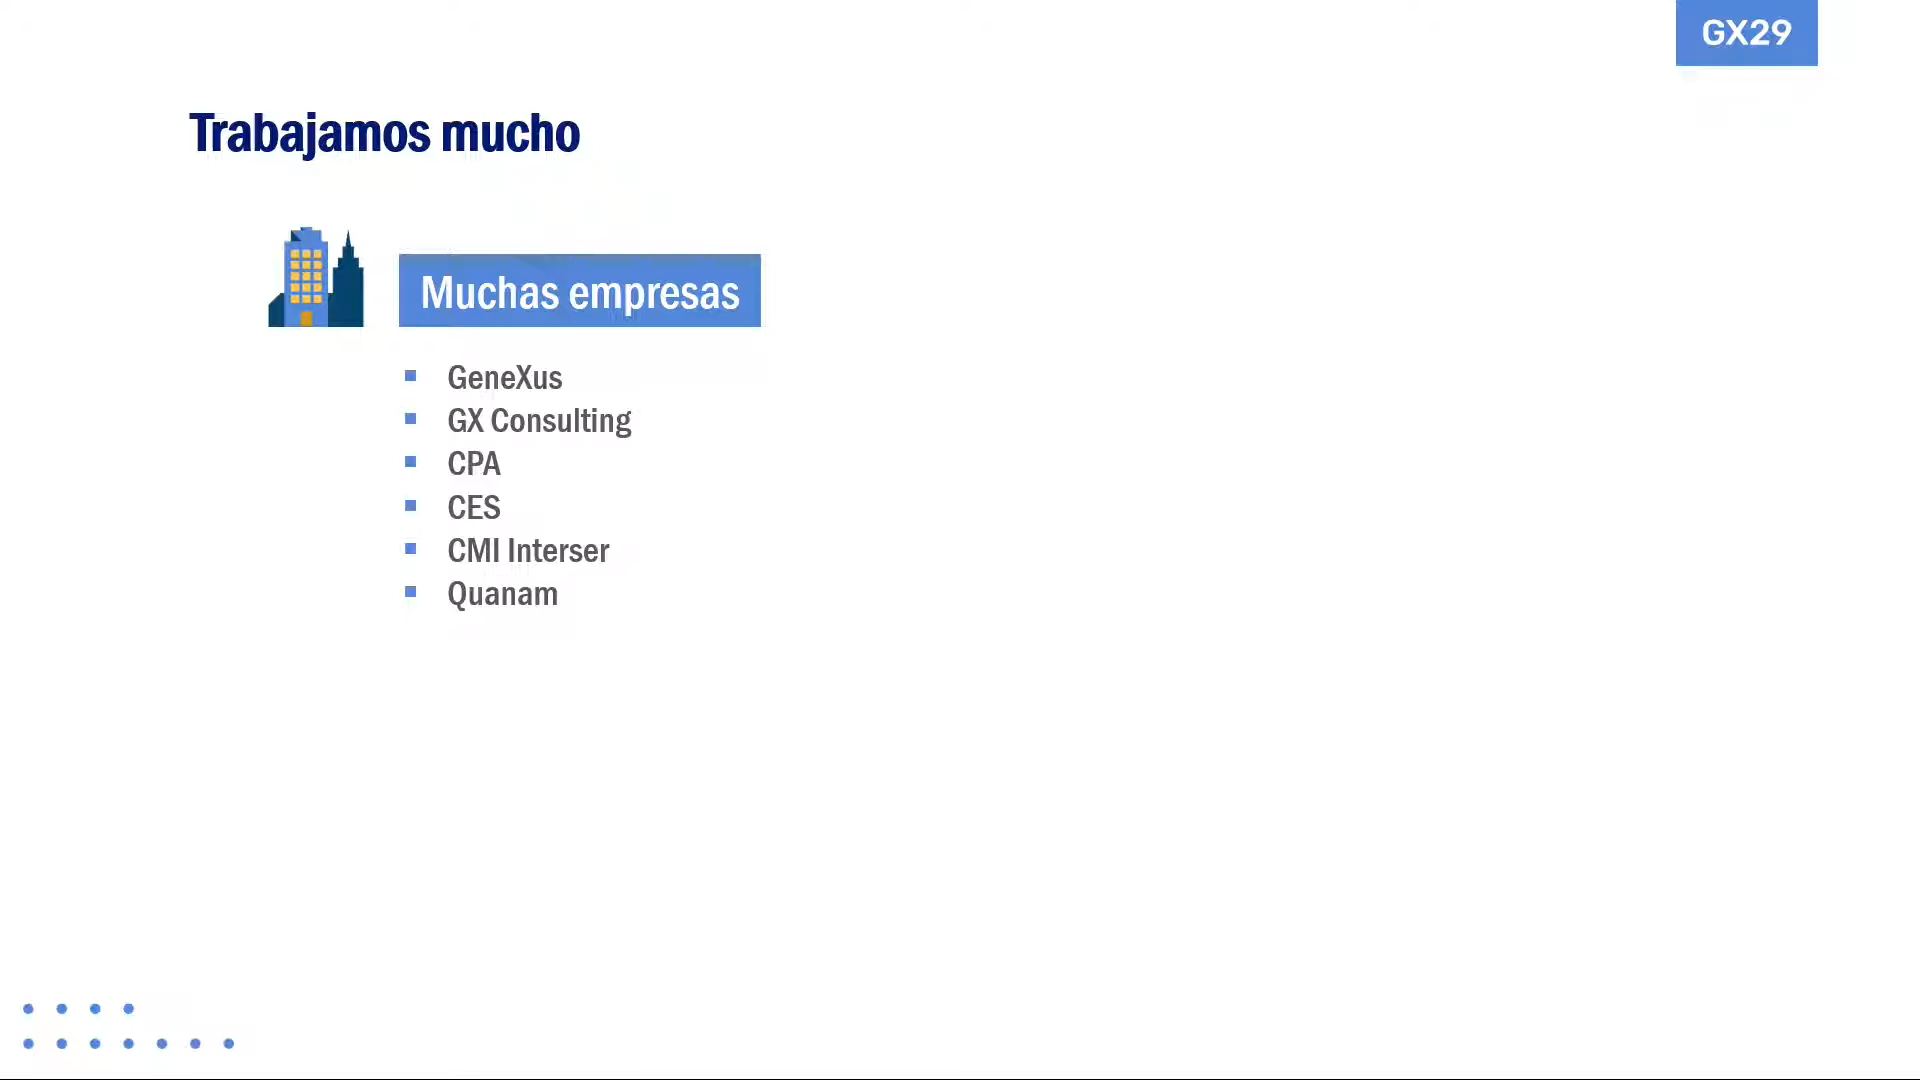 GX29
Trabajamos mucho
Muchas empresas
GeneXus
GX Consulting
CPA
CES
CMI Interser
Quanam